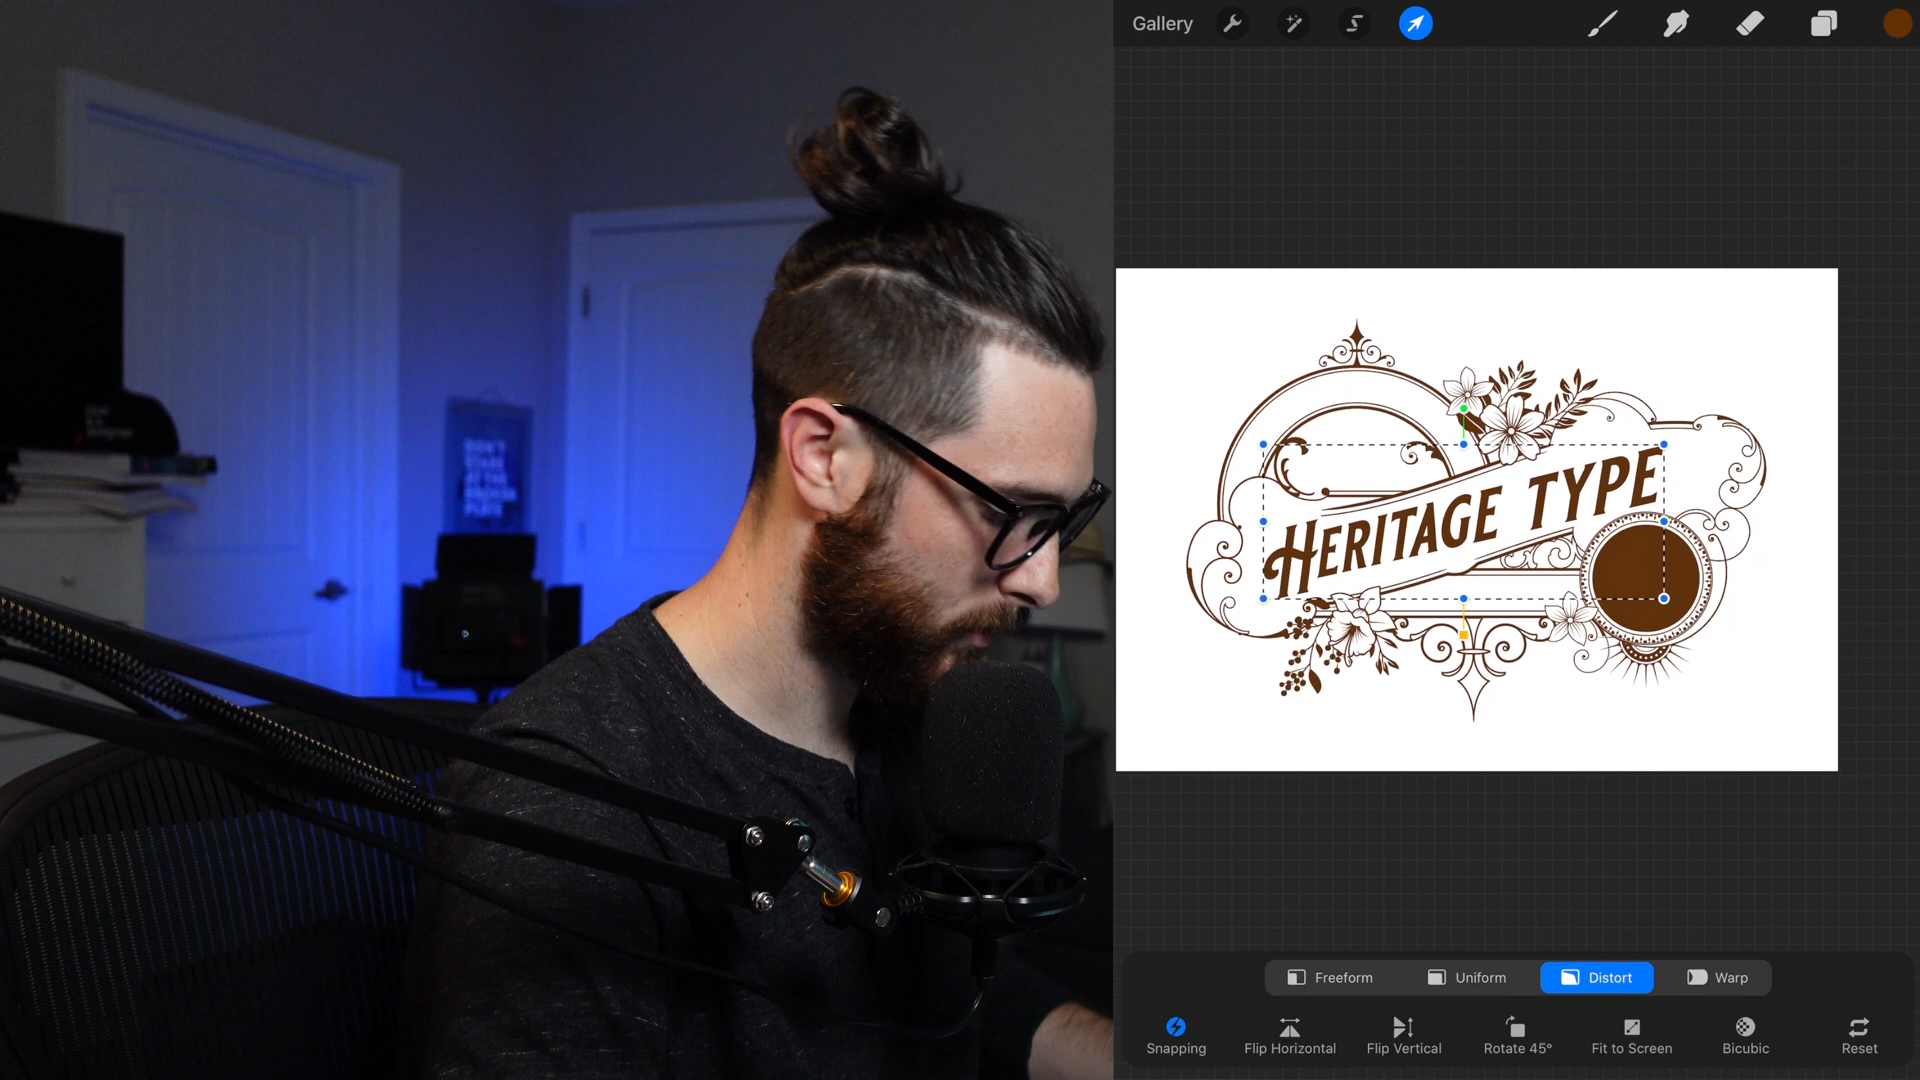 Gallery
HERITAGE TYPE
DON'T
Freeform
Uniform
Distort
Warp
Snapping
Flip Horizontal
Flip Vertical
Rotate 45°
Fit to Screen
Bicubic
Reset